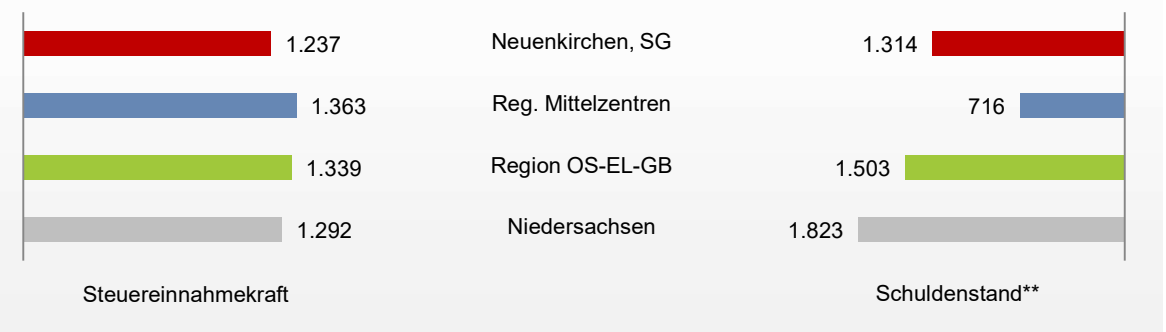 1.237 Neuenkirchen, SG 1.314
1.363 Reg. Mittelzentren 716
1.339 Region OS-EL-GB 1.503
1.292 Niedersachsen 1.823
Steuereinnahmekraft Schuldenstand**